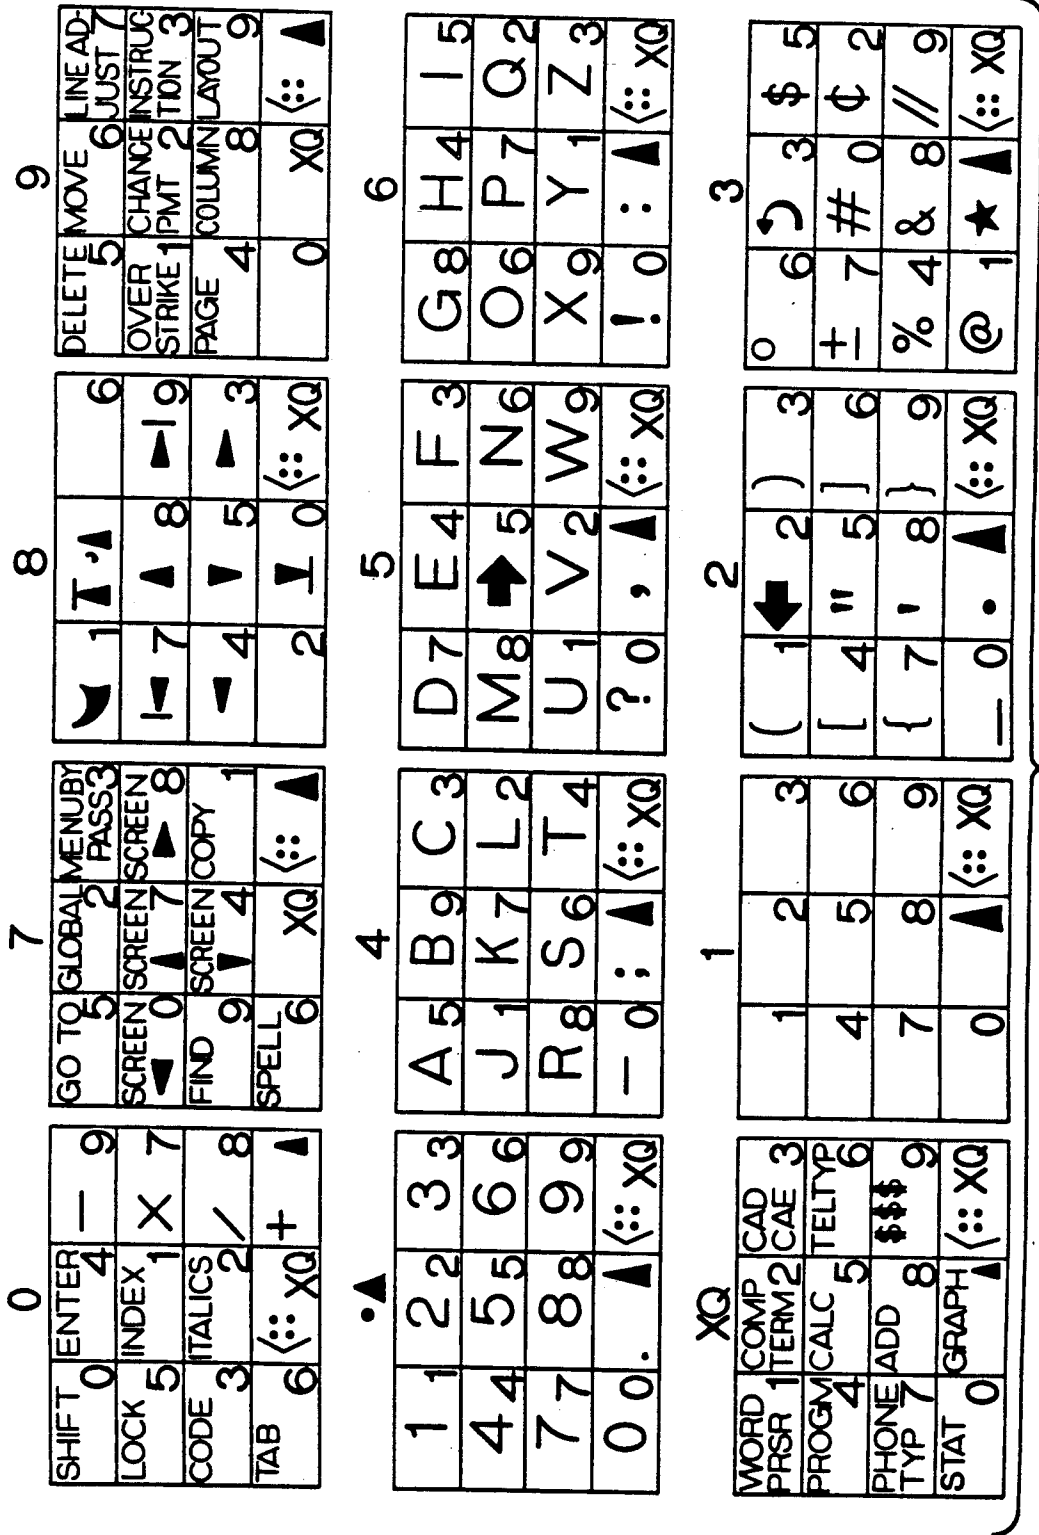 0
SHIFT 0 ENTER 4 — 9
LOCK 5 INDEX 1 X 7
CODE 3 ITALICS 2 / 8
TAB 6 ⟨::: XQ + ▲
7
GO TO 5 GLOBAL 2 MENUBY PASS 3
SCREEN ◀ 0 SCREEN ▲ 7 SCREEN ▶ 8
FIND 9 SCREEN ▼ 4 COPY 1
SPELL 6 XQ ⟨::: ▲
8
1 6
7 8 9
4 5 3
2 0 ⟨::: XQ
9
DELETE 5 MOVE 6 LINE AD- JUST 7
OVER STRIKE 1 CHANGE PMT 2 INSTRUC TION 3
PAGE 4 COLUMN 8 LAYOUT 9
0 XQ ⟨::: ▲
•▲
1 1 2 2 3 3
4 4 5 5 6 6
7 7 8 8 9 9
0 0 . ▲ ⟨::: XQ
4
A 5 B 9 C 3
J 1 K 7 L 2
R 8 S 6 T 4
— 0 ; ▲ ⟨::: XQ
5
D 7 E 4 F 3
M 8 ⬆ 5 N 6
U 1 V 2 W 9
? 0 , ▲ ⟨::: XQ
6
G 8 H 4 I 5
O 6 P 7 Q 2
X 9 Y 1 Z 3
! 0 : ▲ ⟨::: XQ
XQ
WORD PRSR 1 COMP TERM 2 CAD CAE 3
PROGM 4 CALC 5 TELTYP 6
PHONE TYP 7 ADD 8 $$$ 9
STAT 0 GRAPH ▲ ⟨::: XQ
1
1 2 3
4 5 6
7 8 9
0 ▲ ⟨::: XQ
2
( 1 ⬇ 2 ) 3
[ 4 " 5 ] 6
{ 7 ' 8 } 9
_ 0 • ▲ ⟨::: XQ
3
° 6 3 $ 5
± 7 # 0 ¢ 2
% 4 & 8 // 9
@ 1 ★ ▲ ⟨::: XQ